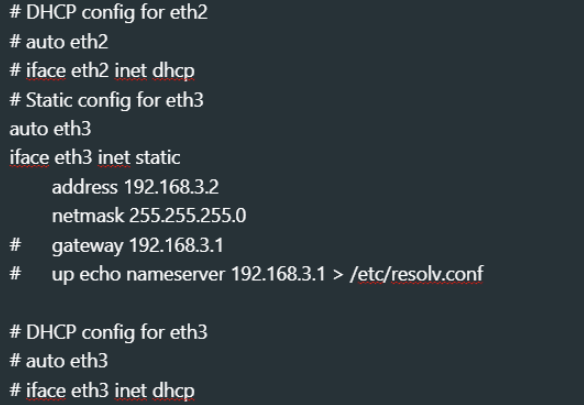 # DHCP config for eth2
# auto eth2
# iface eth2 inet dhcp
# Static config for eth3
auto eth3
iface eth3 inet static
        address 192.168.3.2
        netmask 255.255.255.0
#       gateway 192.168.3.1
#       up echo nameserver 192.168.3.1 > /etc/resolv.conf

# DHCP config for eth3
# auto eth3
# iface eth3 inet dhcp